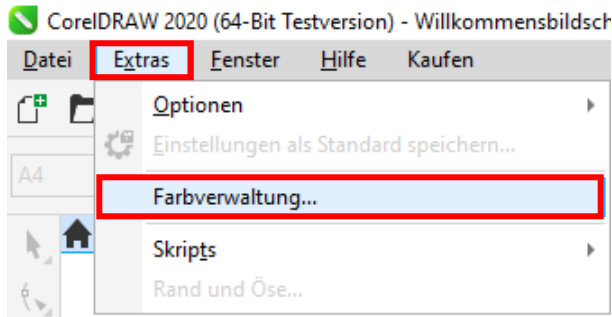 CorelDRAW 2020 (64-Bit Testversion) - Willkommensbildsch
Datei Extras Fenster Hilfe Kaufen
Optionen
Einstellungen als Standard speichern...
A4
Farbverwaltung...
Skripts
Rand und Öse...